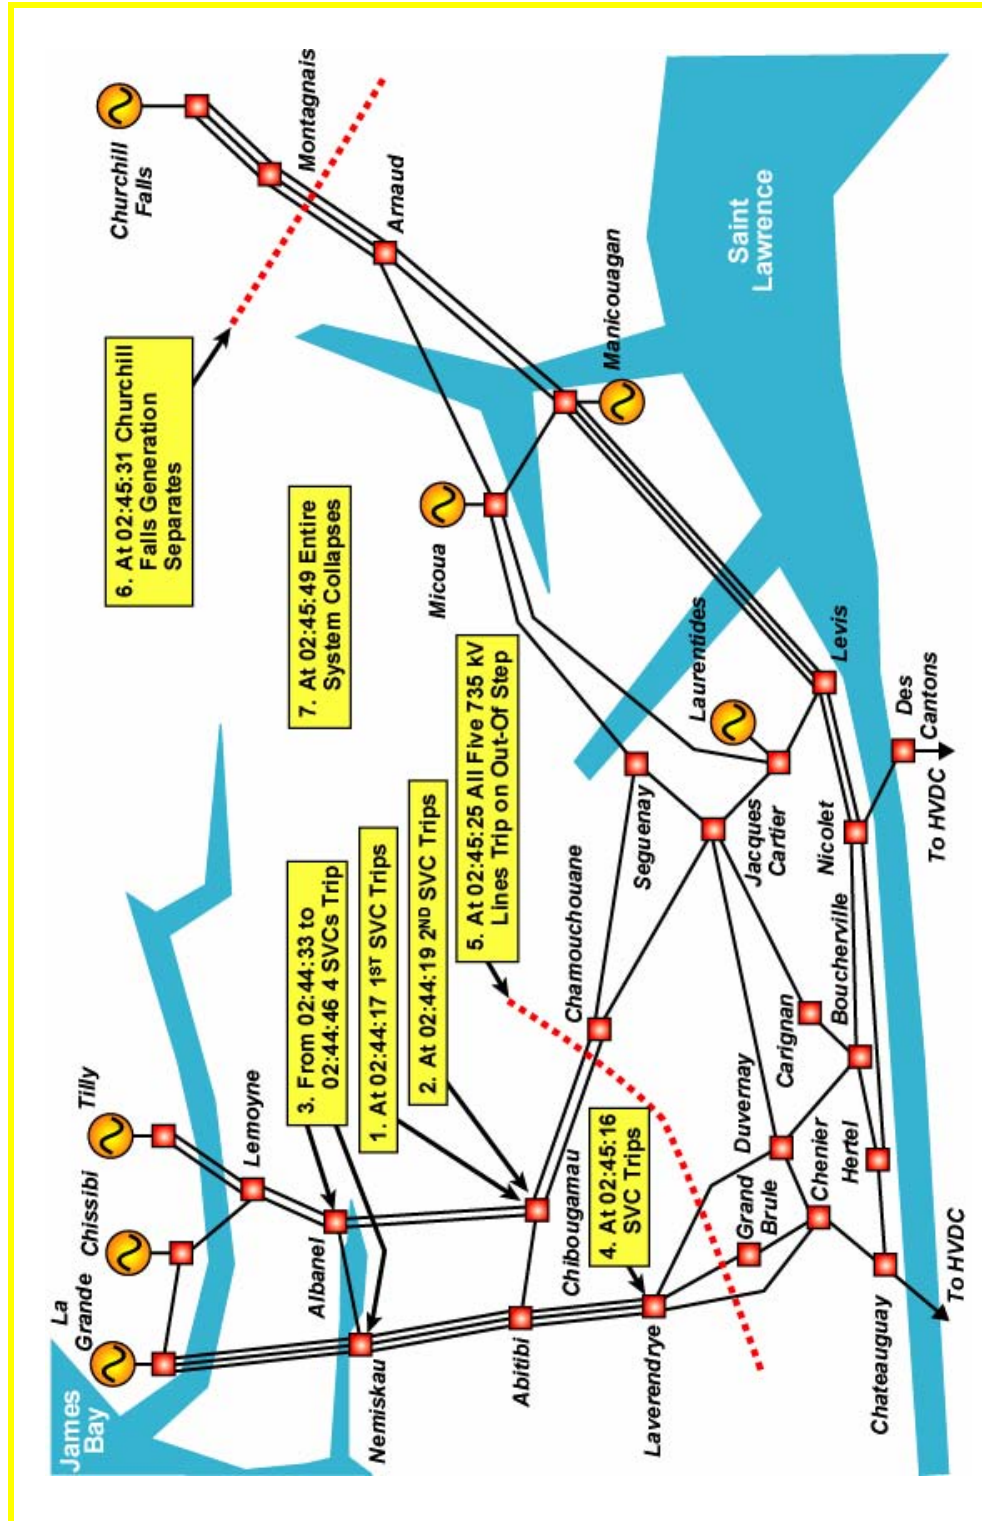 James
Bay
La
Grande
Chissibi
Tilly
Lemoyne
Albanel
Nemiskau
Abitibi
Chibougamau
Laverendrye
3. From 02:44:33 to
02:44:46 4 SVCs Trip
1. At 02:44:17 1ST SVC Trips
2. At 02:44:19 2ND SVC Trips
4. At 02:45:16
SVC Trips
5. At 02:45:25 All Five 735 kV
Lines Trip on Out-Of Step
6. At 02:45:31 Churchill
Falls Generation
Separates
7. At 02:45:49 Entire
System Collapses
Churchill
Falls
Montagnais
Arnaud
Manicouagan
Micoua
Saint
Lawrence
Laurentides
Levis
Des
Cantons
To HVDC
Seguenay
Chamouchouane
Jacques
Cartier
Nicolet
Boucherville
Carignan
Duvernay
Grand
Brule
Chenier
Hertel
Chateauguay
To HVDC